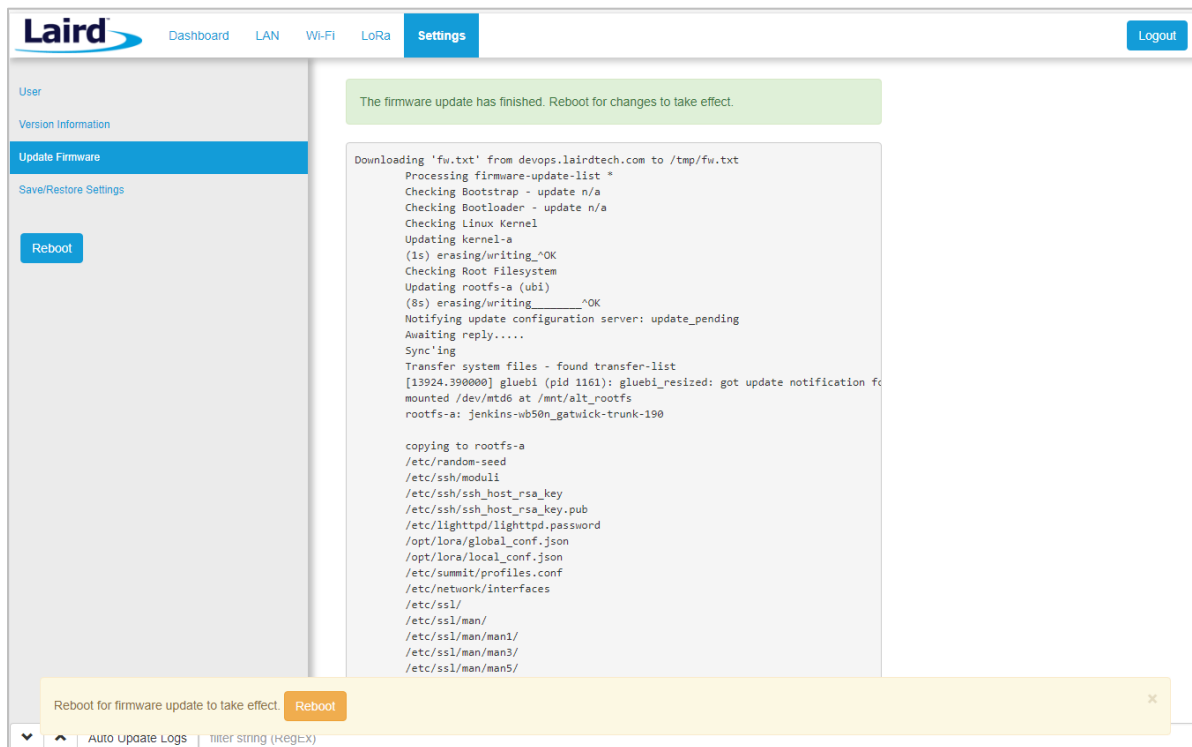 Laird
Dashboard LAN Wi-Fi LoRa Settings Logout
User
Version Information
Update Firmware
Save/Restore Settings
Reboot
The firmware update has finished. Reboot for changes to take effect.
Downloading 'fw.txt' from devops.lairdtech.com to /tmp/fw.txt
Processing firmware-update-list *
Checking Bootstrap - update n/a
Checking Bootloader - update n/a
Checking Linux Kernel
Updating kernel-a
(1s) erasing/writing_^OK
Checking Root Filesystem
Updating rootfs-a (ubi)
(8s) erasing/writing________^OK
Notifying update configuration server: update_pending
Awaiting reply.....
Sync'ing
Transfer system files - found transfer-list
[13924.390000] gluebi (pid 1161): gluebi_resized: got update notification fo
mounted /dev/mtd6 at /mnt/alt_rootfs
rootfs-a: jenkins-wb50n_gatwick-trunk-190
copying to rootfs-a
/etc/random-seed
/etc/ssh/moduli
/etc/ssh/ssh_host_rsa_key
/etc/ssh/ssh_host_rsa_key.pub
/etc/lighttpd/lighttpd.password
/opt/lora/global_conf.json
/opt/lora/local_conf.json
/etc/summit/profiles.conf
/etc/network/interfaces
/etc/ssl/
/etc/ssl/man/
/etc/ssl/man/man1/
/etc/ssl/man/man3/
/etc/ssl/man/man5/
Reboot for firmware update to take effect. Reboot ×
Auto Update Logs filter string (RegEx)